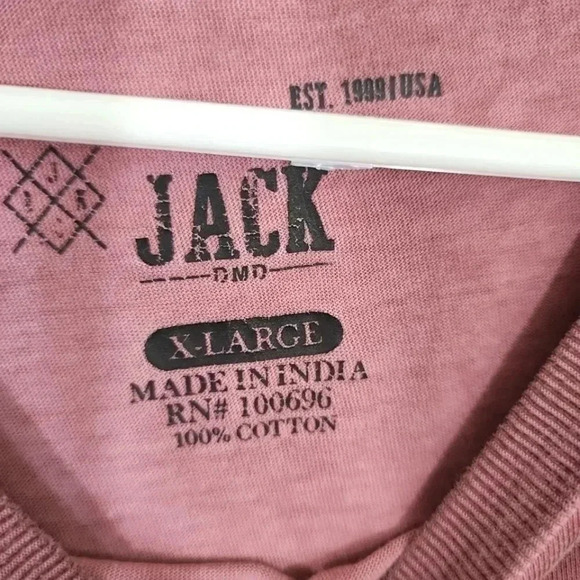 EST. 1999/USA
JACK
DMD
X-LARGE
MADE IN INDIA
RN# 100696
100% COTTON